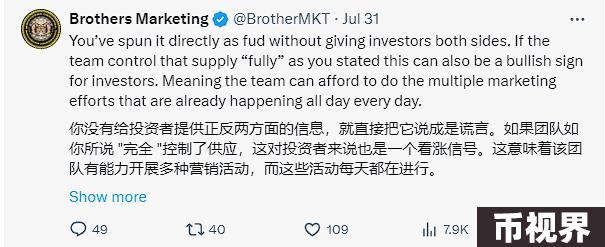 Brothers Marketing @BrotherMKT · Jul 31
You’ve spun it directly as fud without giving investors both sides. If the
team control that supply “fully” as you stated this can also be a bullish sign
for investors. Meaning the team can afford to do the multiple marketing
efforts that are already happening all day every day.
你没有给投资者提供正反两方面的信息，就直接把它说成是谎言。如果团队如
你所说 "完全 "控制了供应，这对投资者来说也是一个看涨信号。这意味着该团
队有能力开展多种营销活动，而这些活动每天都在进行。
Show more
49 40 109 7.9K
币视界